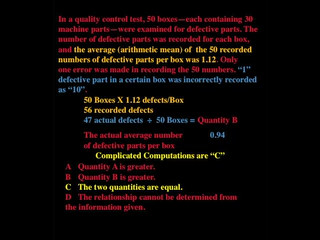 In a quality control test, 50 boxes—each containing 30
machine parts—were examined for defective parts. The
number of defective parts was recorded for each box,
and the average (arithmetic mean) of the 50 recorded
numbers of defective parts per box was 1.12. Only
one error was made in recording the 50 numbers. “1”
defective part in a certain box was incorrectly recorded
as “10”.
50 Boxes X 1.12 defects/Box
56 recorded defects
47 actual defects ÷ 50 Boxes = Quantity B
The actual average number 0.94
of defective parts per box
Complicated Computations are “C”
A Quantity A is greater.
B Quantity B is greater.
C The two quantities are equal.
D The relationship cannot be determined from
the information given.